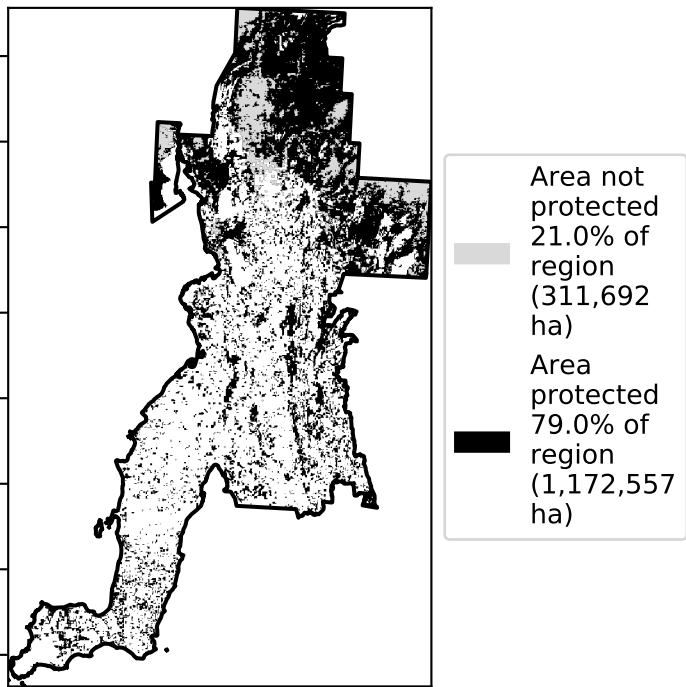 Area not
protected
21.0% of
region
(311,692
ha)
Area
protected
79.0% of
region
(1,172,557
ha)